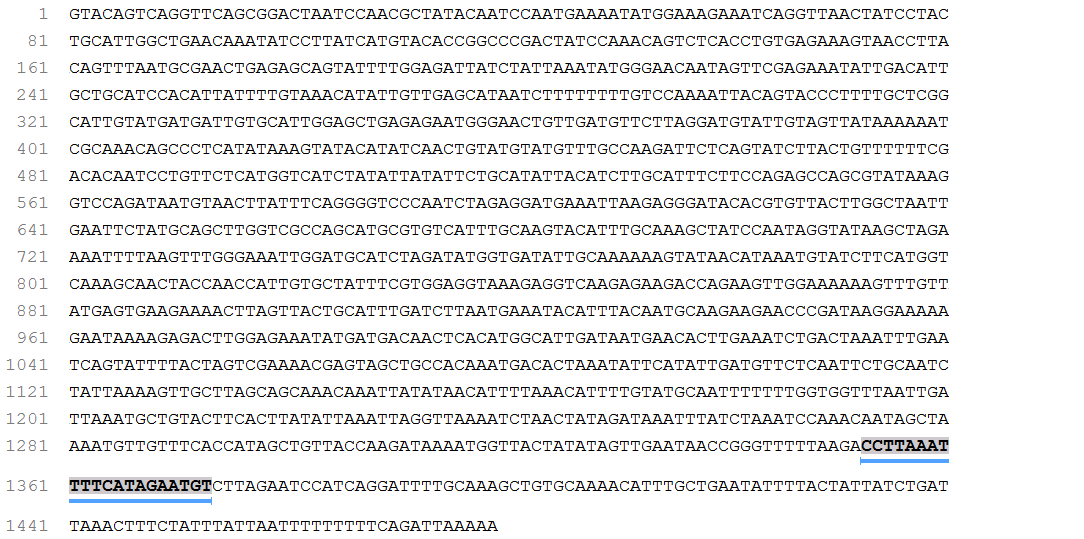 1 GTACAGTCAGGTTCAGCGGACTAATCCAACGCTATACAATCCAATGAAAATATGGAAAGAAATCAGGTTAACTATCCTAC
81 TGCATTGGCTGAACAAATATCCTTATCATGTACACCGGCCCGACTATCCAAACAGTCTCACCTGTGAGAAAGTAACCTTA
161 CAGTTTAATGCGAACTGAGAGCAGTATTTTGGAGATTATCTATTAAATATGGGAACAATAGTTCGAGAAATATTGACATT
241 GCTGCATCCACATTATTTTGTAAACATATTGTTGAGCATAATCTTTTTTTTGTCCAAAATTACAGTACCCTTTTGCTCGG
321 CATTGTATGATGATTGTGCATTGGAGCTGAGAGAATGGGAACTGTTGATGTTCTTAGGATGTATTGTAGTTATAAAAAAT
401 CGCAAACAGCCCTCATATAAAGTATACATATCAACTGTATGTATGTTTGCCAAGATTCTCAGTATCTTACTGTTTTTTCG
481 ACACAATCCTGTTCTCATGGTCATCTATATTATATTCTGCATATTACATCTTGCATTTCTTCCAGAGCCAGCGTATAAAG
561 GTCCAGATAATGTAACTTATTTCAGGGGTCCCAATCTAGAGGATGAAATTAAGAGGGATACACGTGTTACTTGGCTAATT
641 GAATTCTATGCAGCTTGGTCGCCAGCATGCGTGTCATTTGCAAGTACATTTGCAAAGCTATCCAATAGGTATAAGCTAGA
721 AAATTTTAAGTTTGGGAAATTGGATGCATCTAGATATGGTGATATTGCAAAAAAGTATAACATAAATGTATCTTCATGGT
801 CAAAGCAACTACCAACCATTGTGCTATTTCGTGGAGGTAAAGAGGTCAAGAGAAGACCAGAAGTTGGAAAAAAGTTTGTT
881 ATGAGTGAAGAAAACTTAGTTACTGCATTTGATCTTAATGAAATACATTTACAATGCAAGAAGAACCCGATAAGGAAAAA
961 GAATAAAAGAGACTTGGAGAAATATGATGACAACTCACATGGCATTGATAATGAACACTTGAAATCTGACTAAATTTGAA
1041 TCAGTATTTTACTAGTCGAAAACGAGTAGCTGCCACAAATGACACTAAATATTCATATTGATGTTCTCAATTCTGCAATC
1121 TATTAAAAGTTGCTTAGCAGCAAACAAATTATATAACATTTTAAACATTTTGTATGCAATTTTTTTGGTGGTTTAATTGA
1201 TTAAATGCTGTACTTCACTTATATTAAATTAGGTTAAAATCTAACTATAGATAAATTTATCTAAATCCAAACAATAGCTA
1281 AAATGTTGTTTCACCATAGCTGTTACCAAGATAAAATGGTTACTATATAGTTGAATAACCGGGTTTTTAAGACCTTAAAT
1361 TTTCATAGAATGTCTTAGAATCCATCAGGATTTTGCAAAGCTGTGCAAAACATTTGCTGAATATTTTACTATTATCTGAT
1441 TAAACTTTCTATTTATTAATTTTTTTTTCAGATTAAAAA